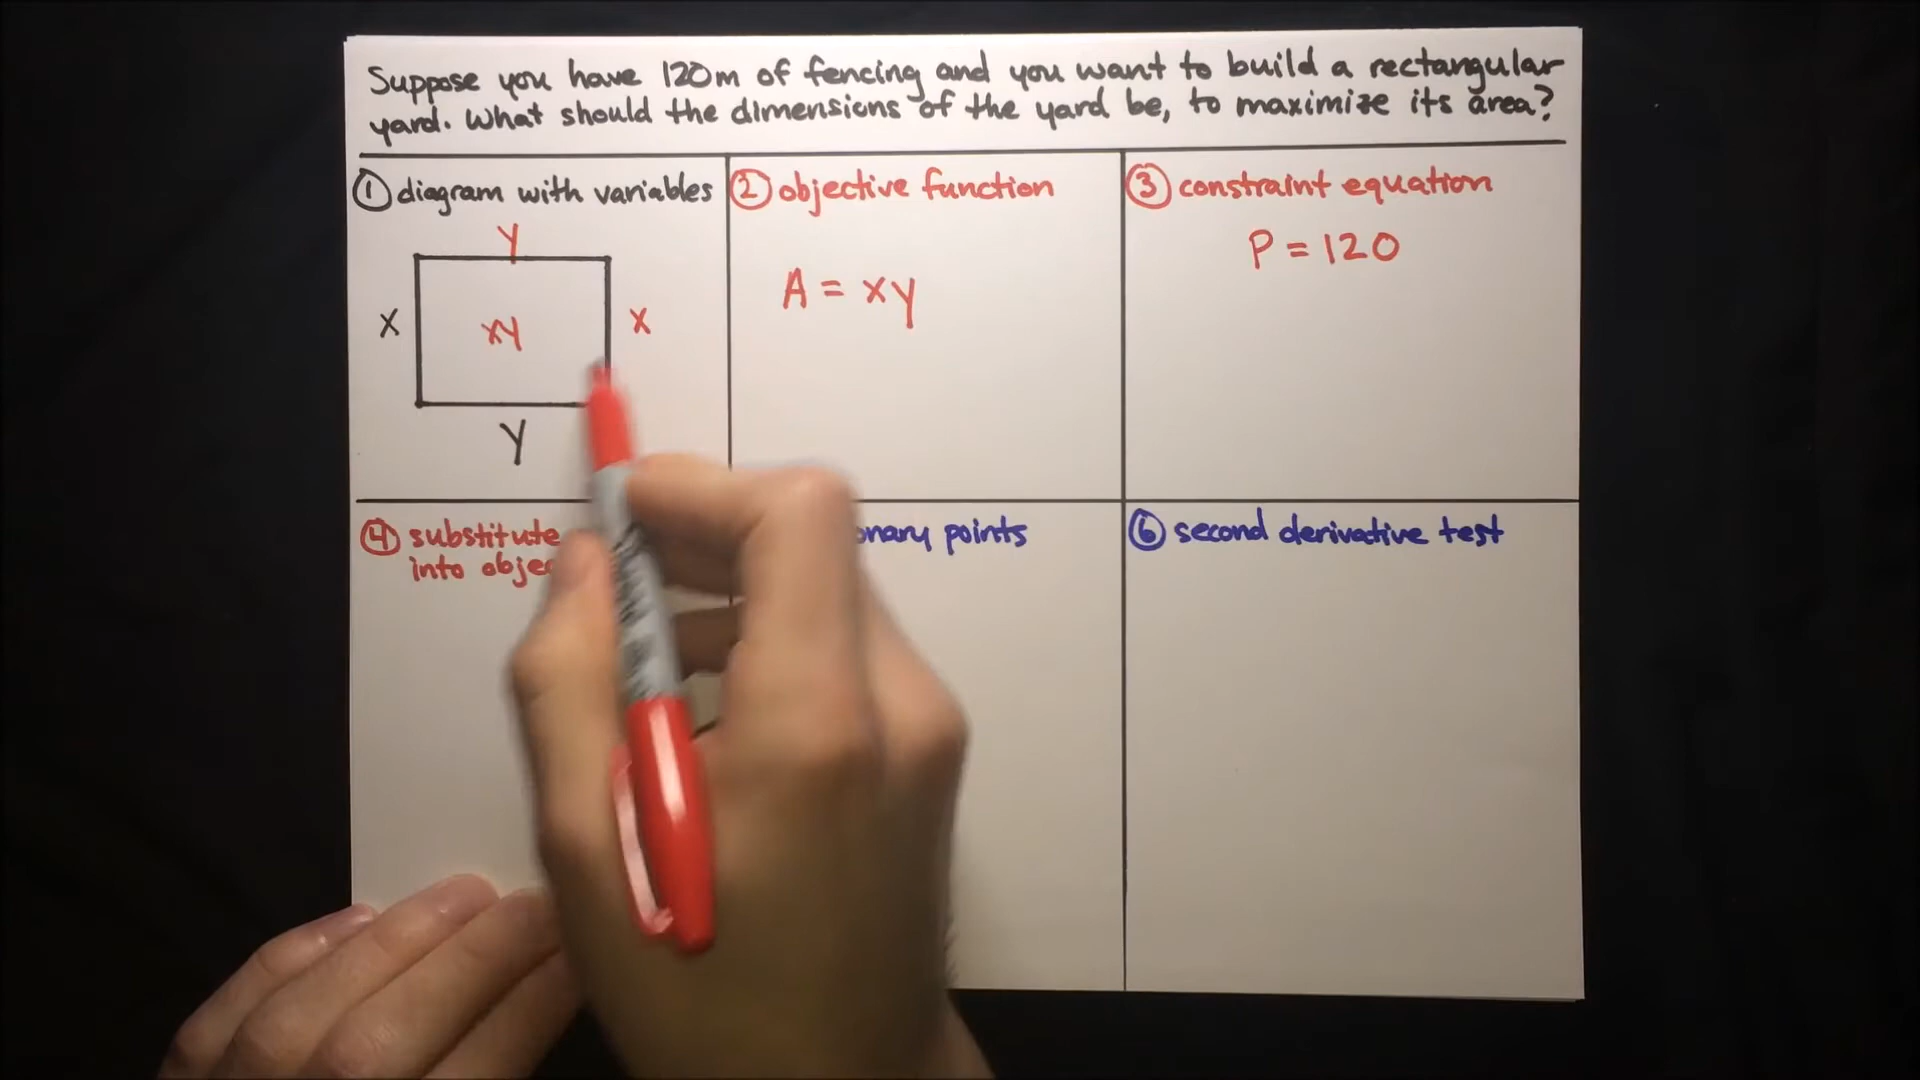 Suppose you have 120m of fencing and you want to build a rectangular
yard. What should the dimensions of the yard be, to maximize its area?
① diagram with variables
y
x
xy
x
y
② objective function
A = xy
③ constraint equation
P = 120
④ substitute
into
points
⑥ second derivative test